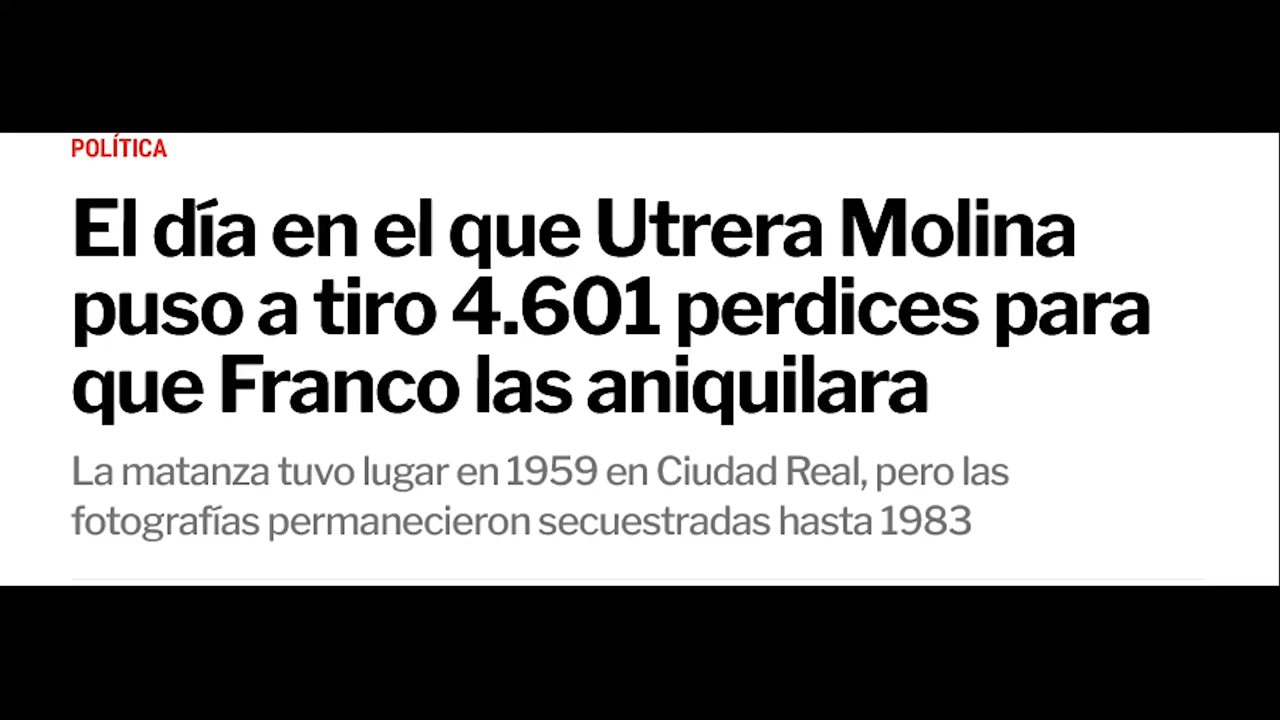 POLÍTICA
El día en el que Utrera Molina
puso a tiro 4.601 perdices para
que Franco las aniquilara
La matanza tuvo lugar en 1959 en Ciudad Real, pero las
fotografías permanecieron secuestradas hasta 1983